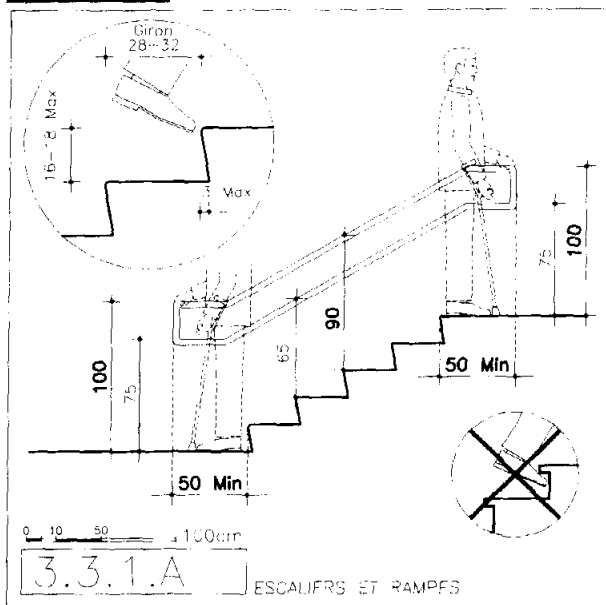 Giron
28-32
16-18 Max
Max
100
75
65
90
75
100
50 Min
50 Min
0 10 50 100cm
3.3.1.A
ESCALIERS ET RAMPES